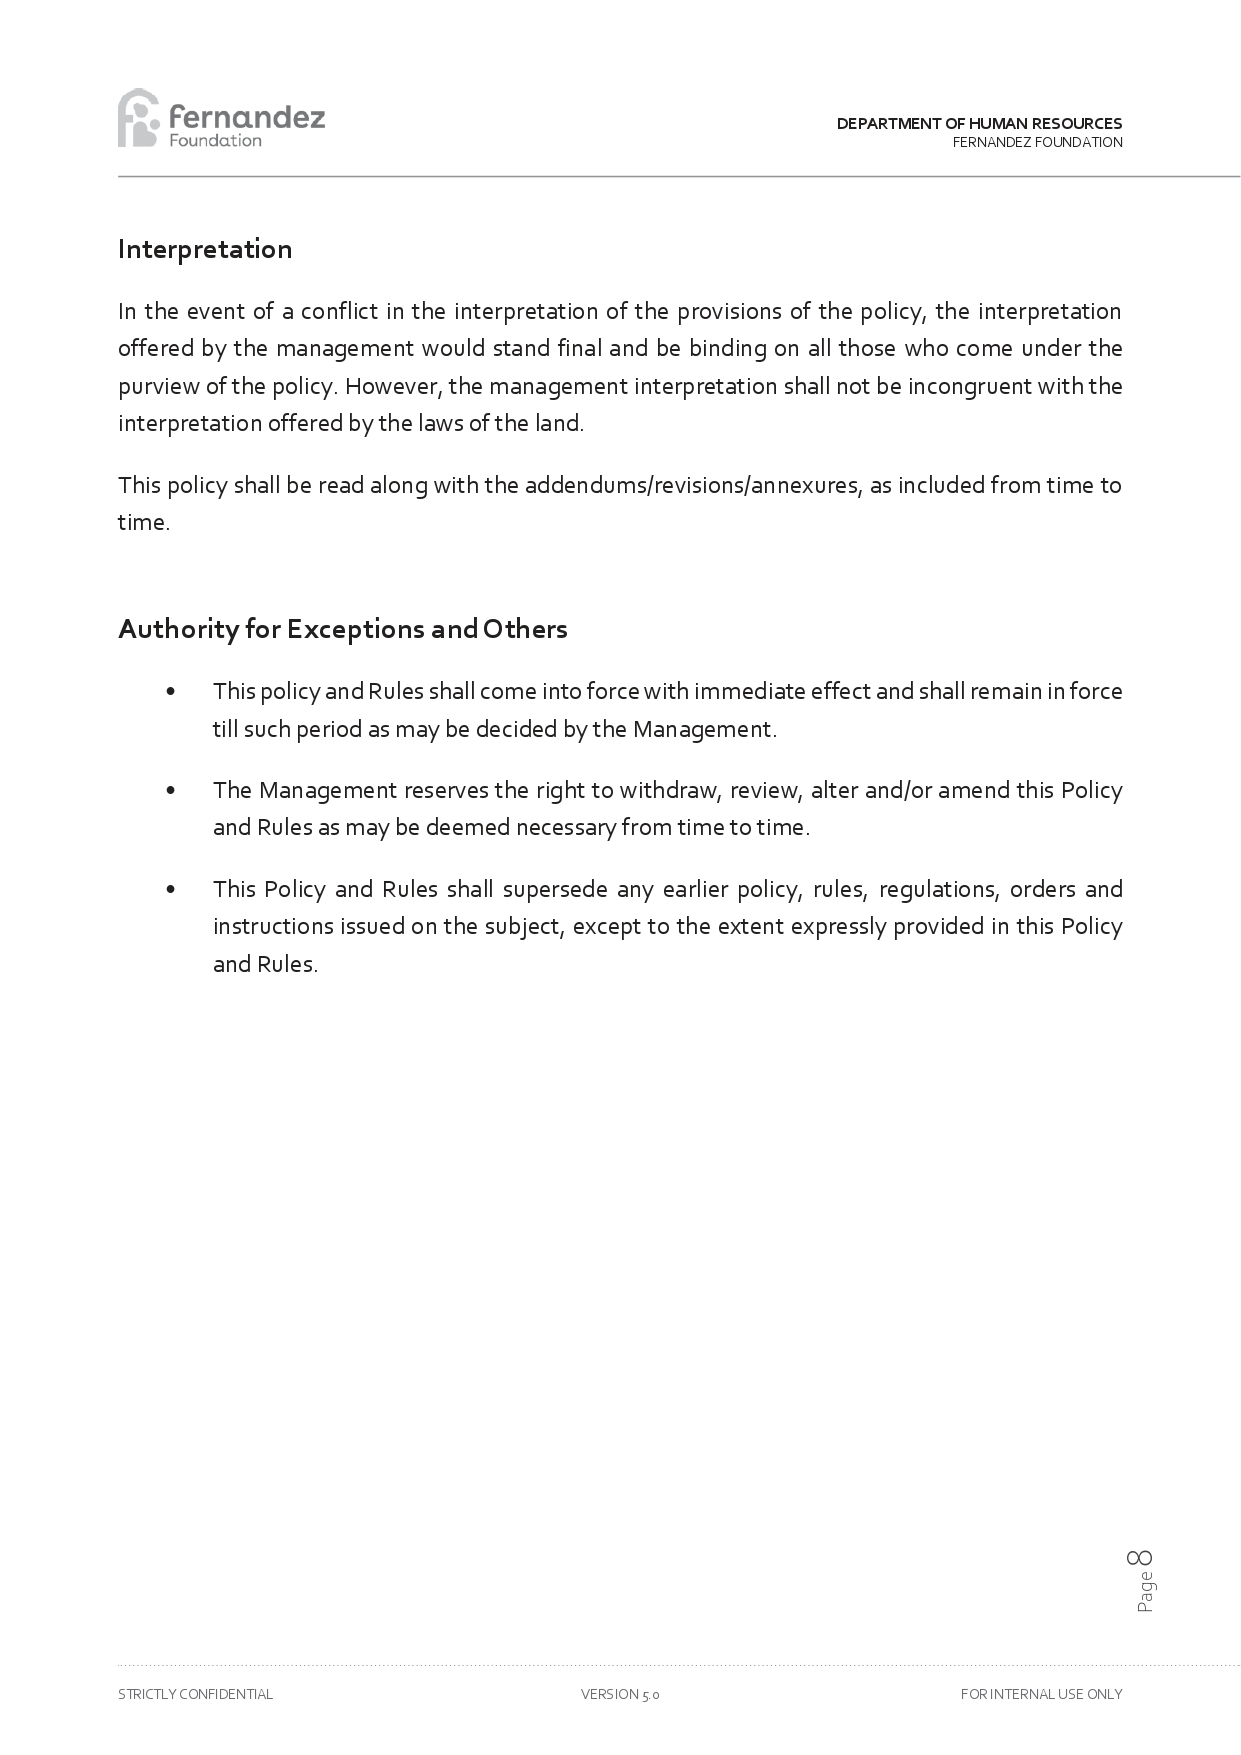 fernandez
Foundation
DEPARTMENT OF HUMAN RESOURCES
FERNANDEZ FOUNDATION
Interpretation
In the event of a conflict in the interpretation of the provisions of the policy, the interpretation
offered by the management would stand final and be binding on all those who come under the
purview of the policy. However, the management interpretation shall not be incongruent with the
interpretation offered by the laws of the land.
This policy shall be read along with the addendums/revisions/annexures, as included from time to
time.
Authority for Exceptions and Others
• This policy and Rules shall come into force with immediate effect and shall remain in force
till such period as may be decided by the Management.
• The Management reserves the right to withdraw, review, alter and/or amend this Policy
and Rules as may be deemed necessary from time to time.
• This Policy and Rules shall supersede any earlier policy, rules, regulations, orders and
instructions issued on the subject, except to the extent expressly provided in this Policy
and Rules.
Page 8
STRICTLY CONFIDENTIAL
VERSION 5.0
FOR INTERNAL USE ONLY